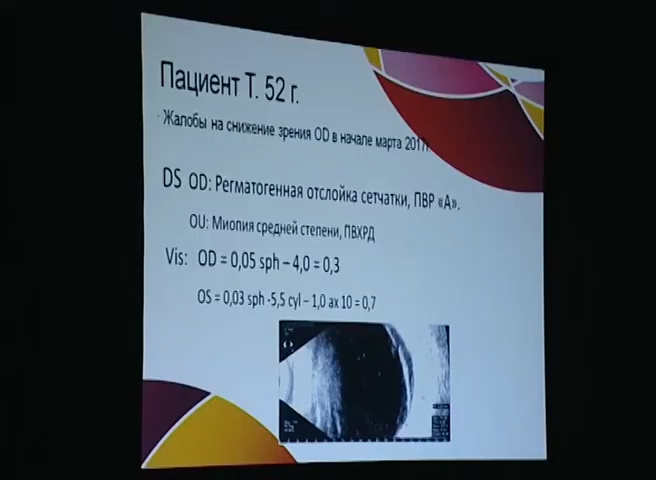 Пациент Т. 52 г.
· Жалобы на снижение зрения OD в начале марта 2017г
DS OD: Регматогенная отслойка сетчатки, ПВР «А».
OU: Миопия средней степени, ПВХРД
Vis: OD = 0,05 sph – 4,0 = 0,3
OS = 0,03 sph -5,5 cyl – 1,0 ax 10 = 0,7